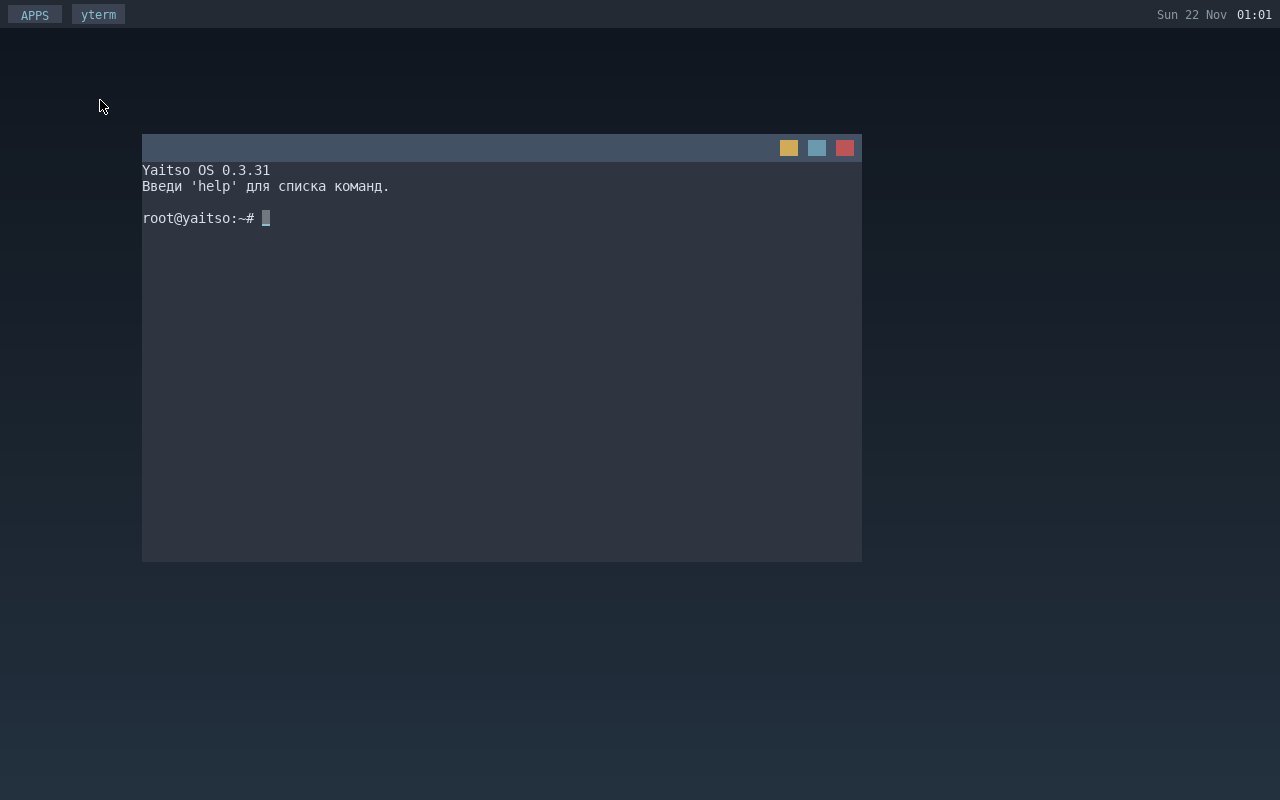 APPS yterm Sun 22 Nov 01:01
Yaitso OS 0.3.31
Введи 'help' для списка команд.
root@yaitso:~#